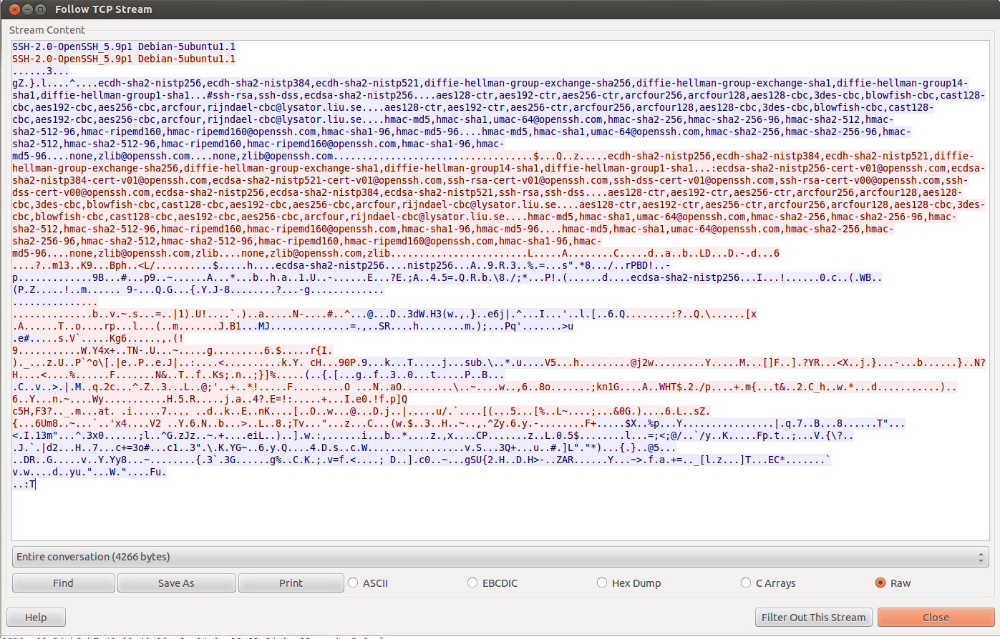 Follow TCP Stream
Stream Content
SSH-2.0-OpenSSH_5.9p1 Debian-5ubuntu1.1
SSH-2.0-OpenSSH_5.9p1 Debian-5ubuntu1.1
......3...
gZ.}.l....^....ecdh-sha2-nistp256,ecdh-sha2-nistp384,ecdh-sha2-nistp521,diffie-hellman-group-exchange-sha256,diffie-hellman-group-exchange-sha1,diffie-hellman-group14-
sha1,diffie-hellman-group1-sha1...#ssh-rsa,ssh-dss,ecdsa-sha2-nistp256....aes128-ctr,aes192-ctr,aes256-ctr,arcfour256,arcfour128,aes128-cbc,3des-cbc,blowfish-cbc,cast128-
cbc,aes192-cbc,aes256-cbc,arcfour,rijndael-cbc@lysator.liu.se....aes128-ctr,aes192-ctr,aes256-ctr,arcfour256,arcfour128,aes128-cbc,3des-cbc,blowfish-cbc,cast128-
cbc,aes192-cbc,aes256-cbc,arcfour,rijndael-cbc@lysator.liu.se....hmac-md5,hmac-sha1,umac-64@openssh.com,hmac-sha2-256,hmac-sha2-256-96,hmac-sha2-512,hmac-
sha2-512-96,hmac-ripemd160,hmac-ripemd160@openssh.com,hmac-sha1-96,hmac-md5-96....hmac-md5,hmac-sha1,umac-64@openssh.com,hmac-sha2-256,hmac-sha2-256-96,hmac-
sha2-512,hmac-sha2-512-96,hmac-ripemd160,hmac-ripemd160@openssh.com,hmac-sha1-96,hmac-
md5-96....none,zlib@openssh.com....none,zlib@openssh.com...................................$...Q..z.....ecdh-sha2-nistp256,ecdh-sha2-nistp384,ecdh-sha2-nistp521,diffie-
hellman-group-exchange-sha256,diffie-hellman-group-exchange-sha1,diffie-hellman-group14-sha1,diffie-hellman-group1-sha1...:ecdsa-sha2-nistp256-cert-v01@openssh.com,ecdsa-
sha2-nistp384-cert-v01@openssh.com,ecdsa-sha2-nistp521-cert-v01@openssh.com,ssh-rsa-cert-v01@openssh.com,ssh-dss-cert-v01@openssh.com,ssh-rsa-cert-v00@openssh.com,ssh-
dss-cert-v00@openssh.com,ecdsa-sha2-nistp256,ecdsa-sha2-nistp384,ecdsa-sha2-nistp521,ssh-rsa,ssh-dss....aes128-ctr,aes192-ctr,aes256-ctr,arcfour256,arcfour128,aes128-
cbc,3des-cbc,blowfish-cbc,cast128-cbc,aes192-cbc,aes256-cbc,arcfour,rijndael-cbc@lysator.liu.se....aes128-ctr,aes192-ctr,aes256-ctr,arcfour256,arcfour128,aes128-cbc,3des-
cbc,blowfish-cbc,cast128-cbc,aes192-cbc,aes256-cbc,arcfour,rijndael-cbc@lysator.liu.se....hmac-md5,hmac-sha1,umac-64@openssh.com,hmac-sha2-256,hmac-sha2-256-96,hmac-
sha2-512,hmac-sha2-512-96,hmac-ripemd160,hmac-ripemd160@openssh.com,hmac-sha1-96,hmac-md5-96....hmac-md5,hmac-sha1,umac-64@openssh.com,hmac-sha2-256,hmac-
sha2-256-96,hmac-sha2-512,hmac-sha2-512-96,hmac-ripemd160,hmac-ripemd160@openssh.com,hmac-sha1-96,hmac-
md5-96....none,zlib@openssh.com,zlib....none,zlib@openssh.com,zlib........................L.....A........C.....d..a..b..LD...D.-.d...6
....?..m13..K9...Bph..<L/..........$.....h....ecdsa-sha2-nistp256....nistp256...A..9.R.3..%.=...s".*8.../..rPBD!..-
p.............9B...#...p9..~......A...*...b..h.a..1.U..-......E...?E.;A..4.5=.Q.R.b.\8./;*...P!.(......d....ecdsa-sha2-nistp256...I...!......0.c..(.WB..
(P.Z.....!..m...... 9-...Q.G...{.Y.J-8........?...-g.............
...............
..............b..v.~.s...=..|1).U!....`.)..a.....N-....#..^...@...D..3dW.H3(w.,.}..e6j|.^...I...'..l.[..6.Q........:?..Q.\......[x
.A......T..o....rp...l...(..m.......J.B1...MJ..............=.,..SR....h........m.);...Pq'.......>u
.e#.....s.V`.....Kg6......,.(!
9...........W.Y4x+..TN-.U...~.....g.........6.$.....r{I.
)._...z.U..P`^o\[.|e..P..e.J|..:....<..........k.Y. cH...90P.9...k...T.....j...sub.\..*.u....V5...h.........@j2w.........Y.....M...[]F..].?YR...<X..j.}...-...b......}..N?
H...<....%......F.......N&..T..f..Ks;.n..;}]%.....(..{.[...g..f..3..0...t.....P..B...
.C..v..>.|.M..q.2c...^.Z..3...L..@;'..+..*!.....F.........O ...N..aO.........\..~....w..,6..8o.......;kn1G....A..WHT$.2./p....+.m{...t&..2.C_h..w.*...d...........)..
6..Y...n.~....Wy...........H.5.R.....j.a..4?.E=!:.....+...I.e0.!f.p]Q
c5H,F3?.._.m...at. .i.....7.... ..d..k..E..nK....[..O..w...@...D.j..|.....u/.`....[(...5...[%..L~....;...&0G.)....6.L..sZ.
{...6Um8..~...`..'x4....V2 ..Y.6.N..b...>..L..8.;Tv..."...z...C...(w.$..3..H..~..,.^Zy.6.y.-........F+.....$X..%p...Y................|.q.7..B...8......T"...
<.I.13m"...^.3x0......;l..^G.zJz..~.+....eiL..)..].w.:,......i...b..*....z.,x....CP......z..L.0.5$........l...=;<;@/..`/y..K.....Fp.t..;...V.{\?..
.J.`.|d2...H..7...c+=3o#...c1..3".\.K.YG~..6.y.Q....4.D.s..c.W.................v.S...3Q+...u..#.]L"."*)...{.}..@5...
..DR..G.....v..Y.Yy8...~........{.3`.3G......g%..C.K.;.v=f.<....; D..].c0..~...gSU{2.H..D.H>-..ZAR......Y...~>.f.a.+=.._[l.z...]T...EC*.......`
v.w....d..yu."...W."....Fu.
..:T
Entire conversation (4266 bytes)
Find Save As Print ASCII EBCDIC Hex Dump C Arrays Raw
Help Filter Out This Stream Close